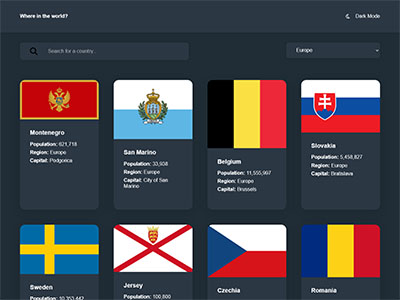 Where in the world?
Dark Mode
Search for a country...
Europe
Montenegro
Population: 621,718
Region: Europe
Capital: Podgorica
San Marino
Population: 33,938
Region: Europe
Capital: City of San
Marino
Belgium
Population: 11,555,997
Region: Europe
Capital: Brussels
Slovakia
Population: 5,458,827
Region: Europe
Capital: Bratislava
Sweden
Population: 10,353,442
Jersey
Population: 100,800
Czechia
Romania